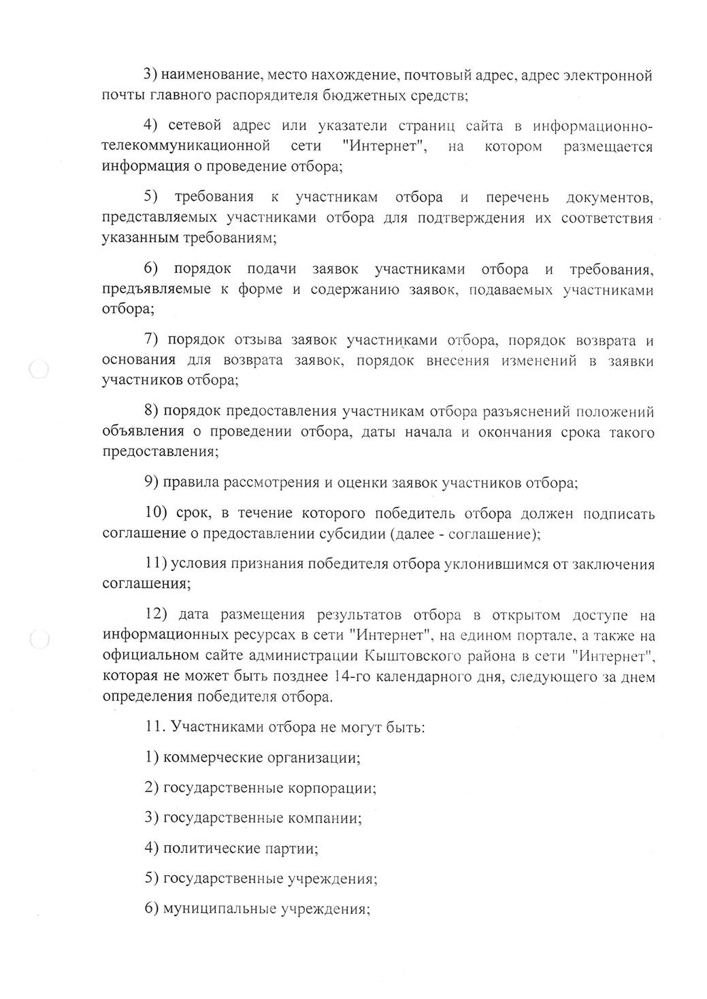 3) наименование, место нахождение, почтовый адрес, адрес электронной
почты главного распорядителя бюджетных средств;
4) сетевой адрес или указатели страниц сайта в информационно-
телекоммуникационной сети "Интернет", на котором размещается
информация о проведение отбора;
5) требования к участникам отбора и перечень документов,
представляемых участниками отбора для подтверждения их соответствия
указанным требованиям;
6) порядок подачи заявок участниками отбора и требования,
предъявляемые к форме и содержанию заявок, подаваемых участниками
отбора;
7) порядок отзыва заявок участниками отбора, порядок возврата и
основания для возврата заявок, порядок внесения изменений в заявки
участников отбора;
8) порядок предоставления участникам отбора разъяснений положений
объявления о проведении отбора, даты начала и окончания срока такого
предоставления;
9) правила рассмотрения и оценки заявок участников отбора;
10) срок, в течение которого победитель отбора должен подписать
соглашение о предоставлении субсидии (далее - соглашение);
11) условия признания победителя отбора уклонившимся от заключения
соглашения;
12) дата размещения результатов отбора в открытом доступе на
информационных ресурсах в сети "Интернет", на едином портале, а также на
официальном сайте администрации Кыштовского района в сети "Интернет",
которая не может быть позднее 14-го календарного дня, следующего за днем
определения победителя отбора.
11. Участниками отбора не могут быть:
1) коммерческие организации;
2) государственные корпорации;
3) государственные компании;
4) политические партии;
5) государственные учреждения;
6) муниципальные учреждения;